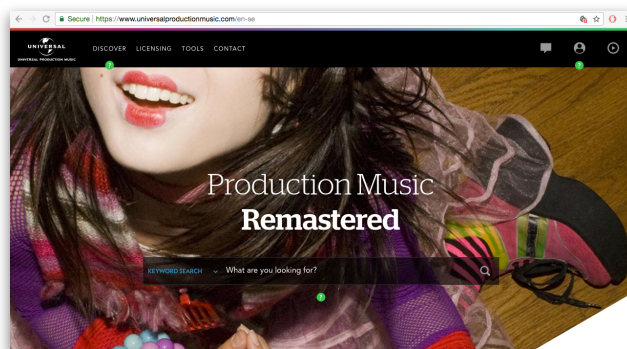 Secure | https://www.universalproductionmusic.com/en-se
UNIVERSAL
UNIVERSAL PRODUCTION MUSIC
DISCOVER LICENSING TOOLS CONTACT
?
?
Production Music
Remastered
KEYWORD SEARCH What are you looking for?
?